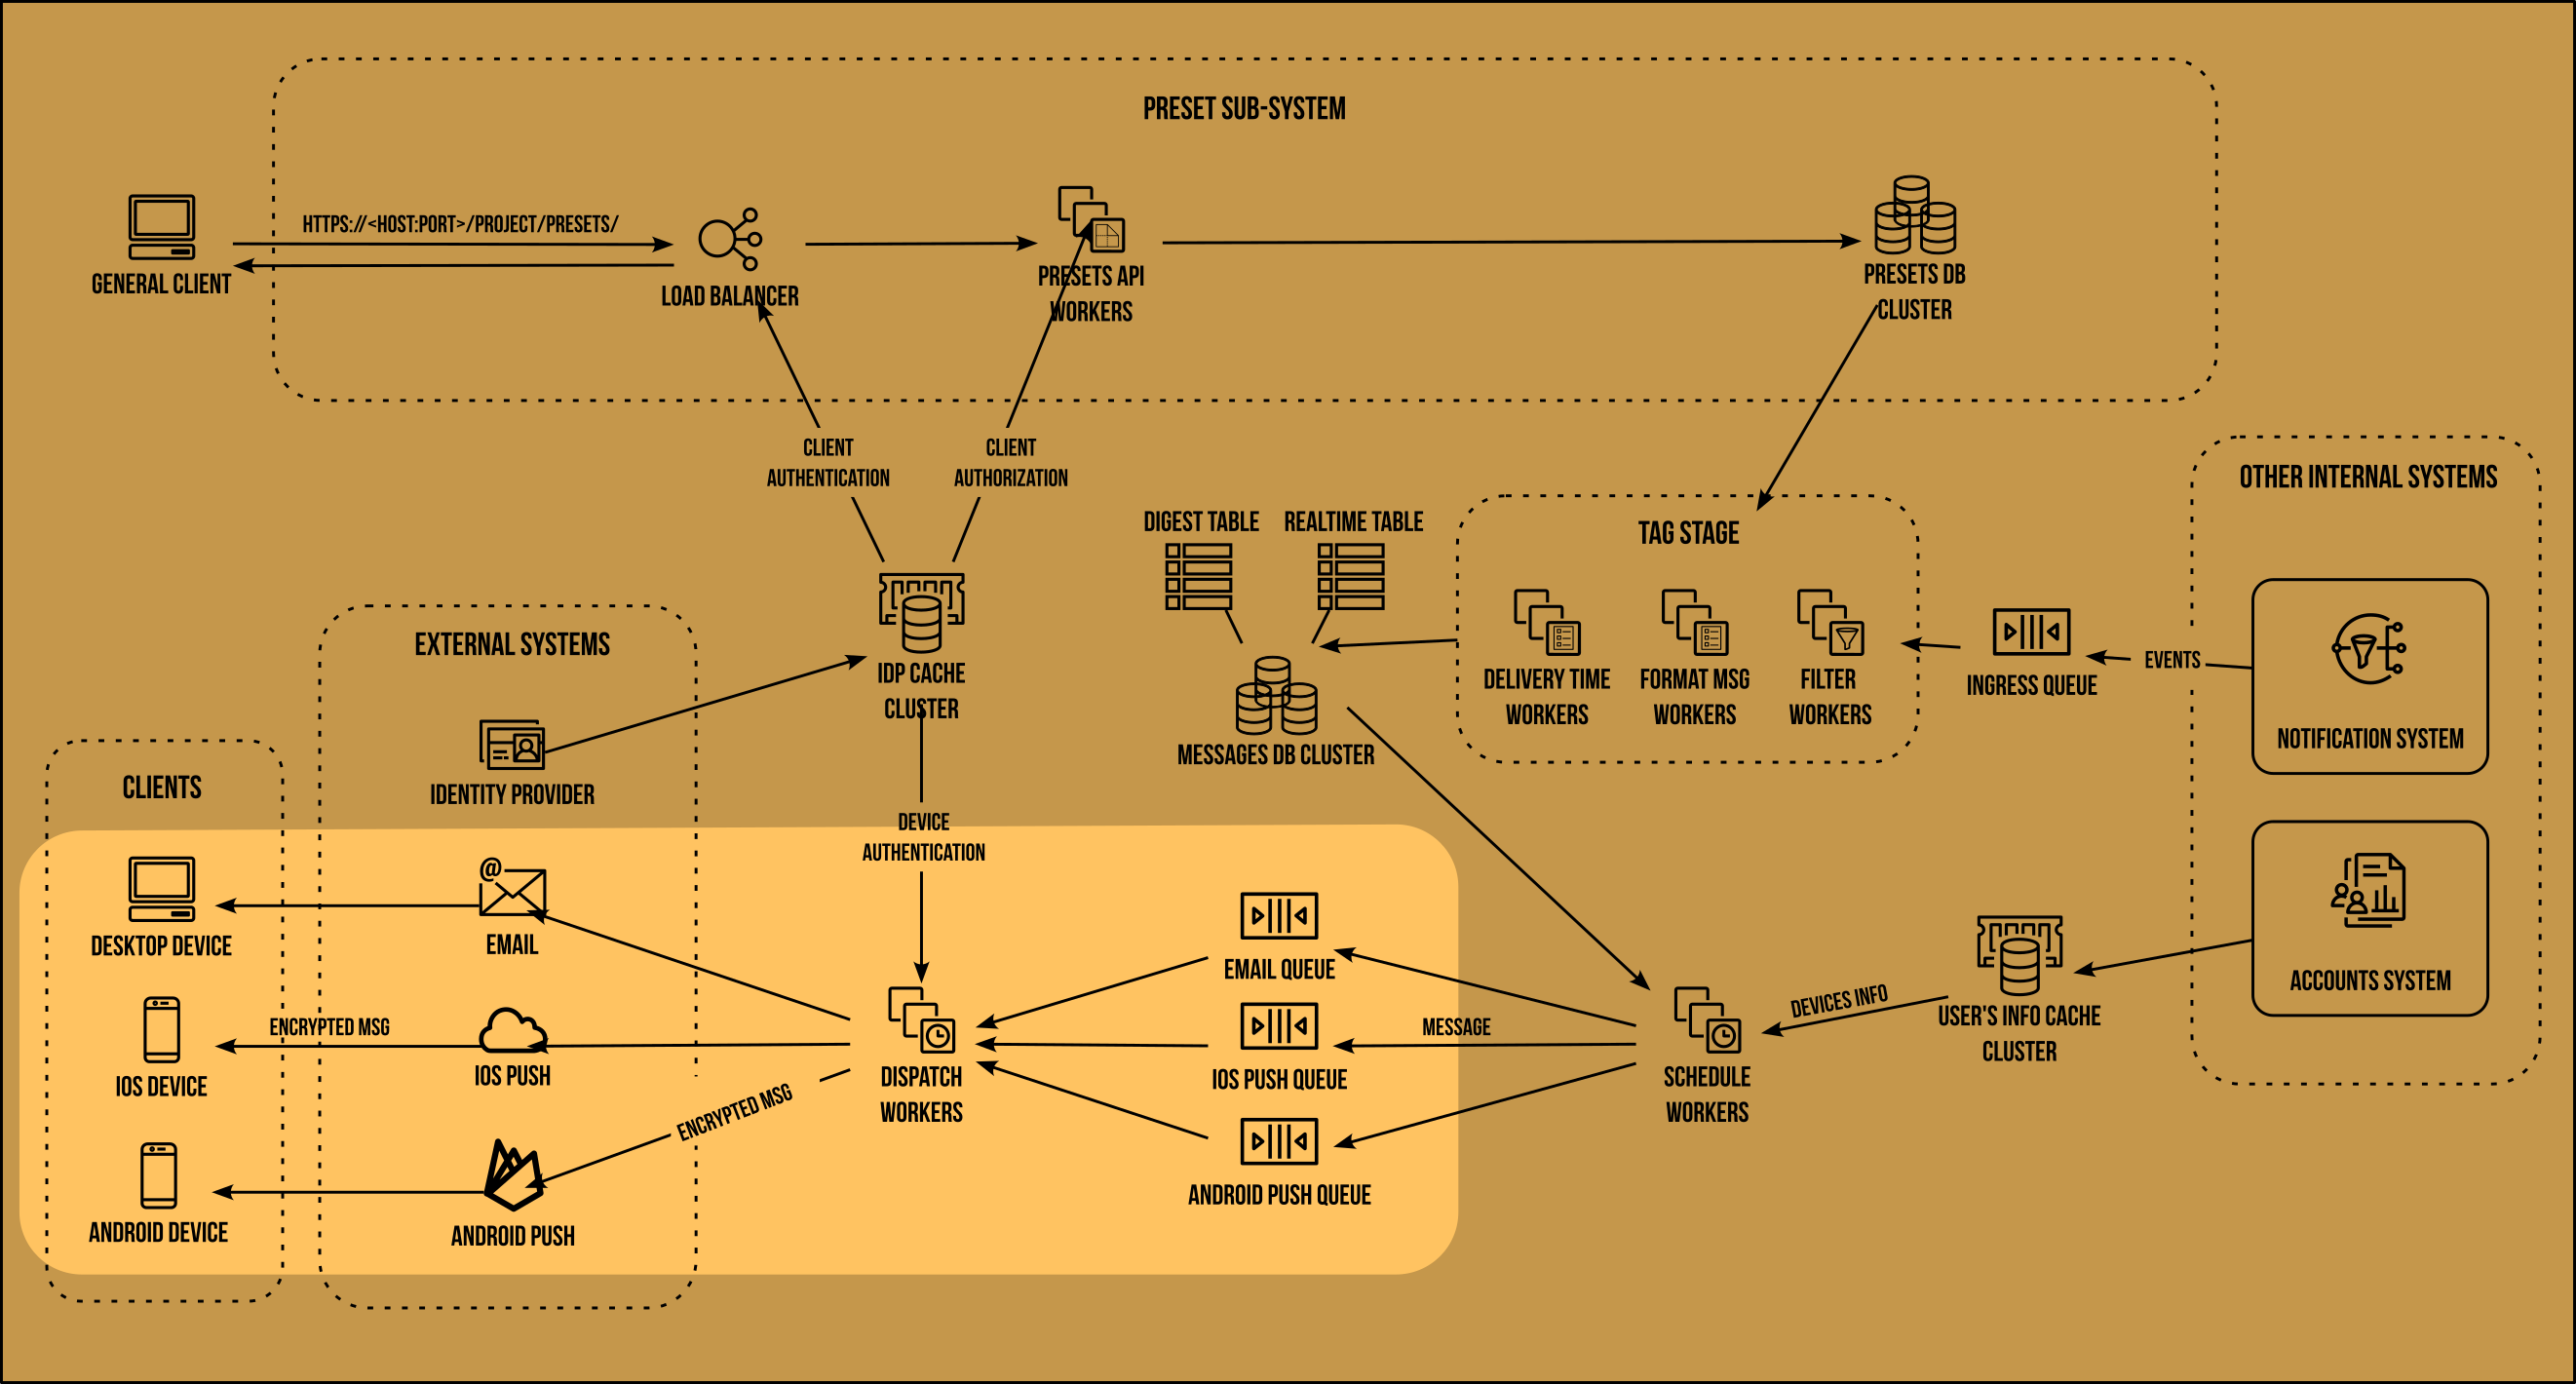 PRESET SUB-SYSTEM
HTTPS://<HOST:PORT>/PROJECT/PRESETS/
GENERAL CLIENT
LOAD BALANCER
PRESETS API
WORKERS
PRESETS DB
CLUSTER
CLIENT
AUTHENTICATION
CLIENT
AUTHORIZATION
OTHER INTERNAL SYSTEMS
DIGEST TABLE
REALTIME TABLE
TAG STAGE
EXTERNAL SYSTEMS
IDP CACHE
CLUSTER
DELIVERY TIME
WORKERS
FORMAT MSG
WORKERS
FILTER
WORKERS
INGRESS QUEUE
EVENTS
NOTIFICATION SYSTEM
MESSAGES DB CLUSTER
IDENTITY PROVIDER
CLIENTS
DEVICE
AUTHENTICATION
@
DESKTOP DEVICE
EMAIL
EMAIL QUEUE
ACCOUNTS SYSTEM
DEVICES INFO
USER'S INFO CACHE
CLUSTER
ENCRYPTED MSG
MESSAGE
IOS DEVICE
IOS PUSH
DISPATCH
WORKERS
IOS PUSH QUEUE
SCHEDULE
WORKERS
ENCRYPTED MSG
ANDROID DEVICE
ANDROID PUSH
ANDROID PUSH QUEUE